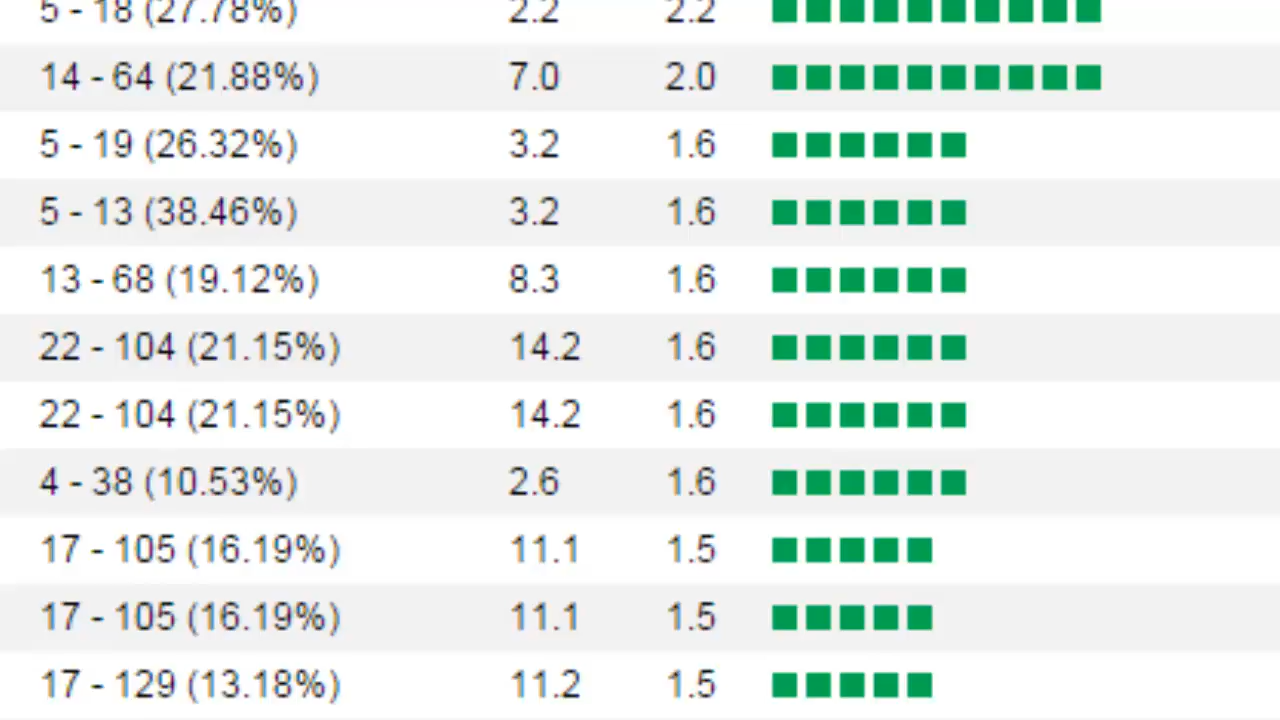 5 - 18 (27.78%) 2.2 2.2
14 - 64 (21.88%) 7.0 2.0
5 - 19 (26.32%) 3.2 1.6
5 - 13 (38.46%) 3.2 1.6
13 - 68 (19.12%) 8.3 1.6
22 - 104 (21.15%) 14.2 1.6
22 - 104 (21.15%) 14.2 1.6
4 - 38 (10.53%) 2.6 1.6
17 - 105 (16.19%) 11.1 1.5
17 - 105 (16.19%) 11.1 1.5
17 - 129 (13.18%) 11.2 1.5